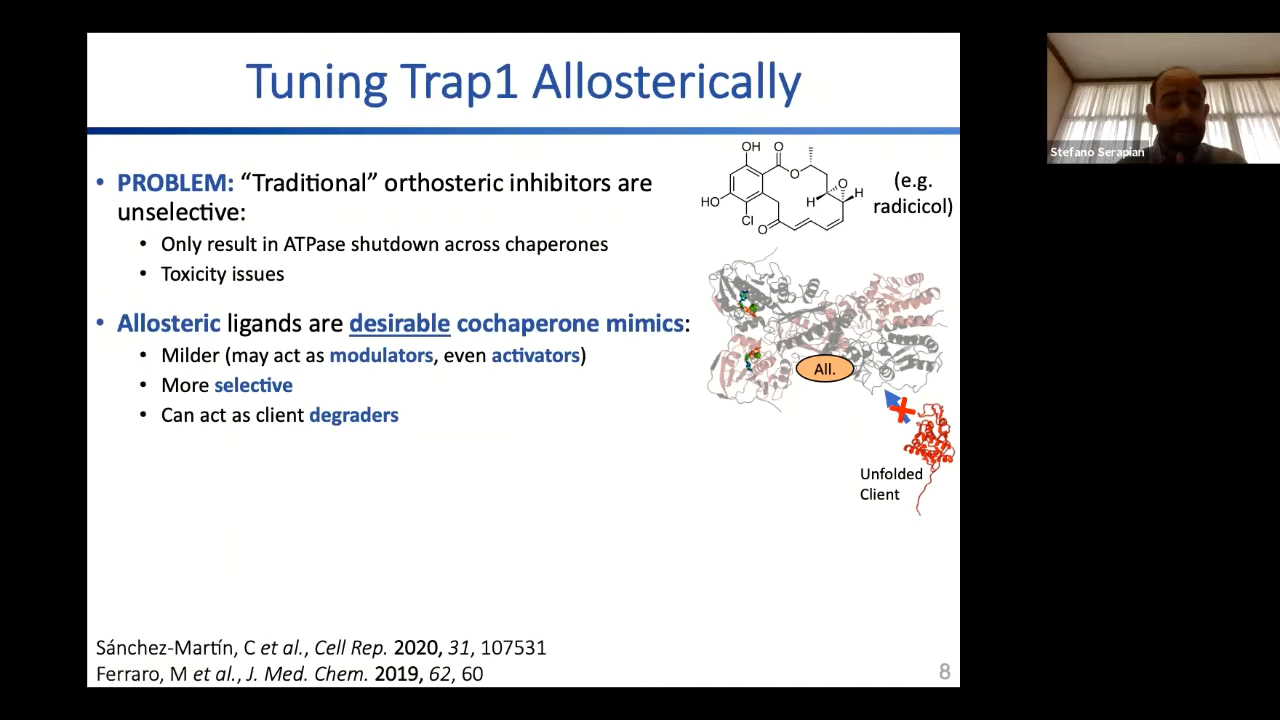 Tuning Trap1 Allosterically
• PROBLEM: “Traditional” orthosteric inhibitors are
unselective:
• Only result in ATPase shutdown across chaperones
• Toxicity issues
• Allosteric ligands are desirable cochaperone mimics:
• Milder (may act as modulators, even activators)
• More selective
• Can act as client degraders
OH
O
O
O
H
H
HO
Cl
O
(e.g.
radicicol)
All.
Unfolded
Client
Sánchez-Martín, C et al., Cell Rep. 2020, 31, 107531
Ferraro, M et al., J. Med. Chem. 2019, 62, 60
8
Stefano Serapian